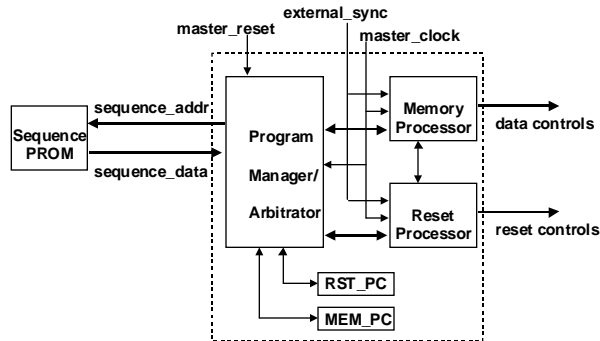 external_sync
master_reset
master_clock
sequence_addr
Sequence
PROM
sequence_data
Program
Manager/
Arbitrator
Memory
Processor
data controls
Reset
Processor
reset controls
RST_PC
MEM_PC